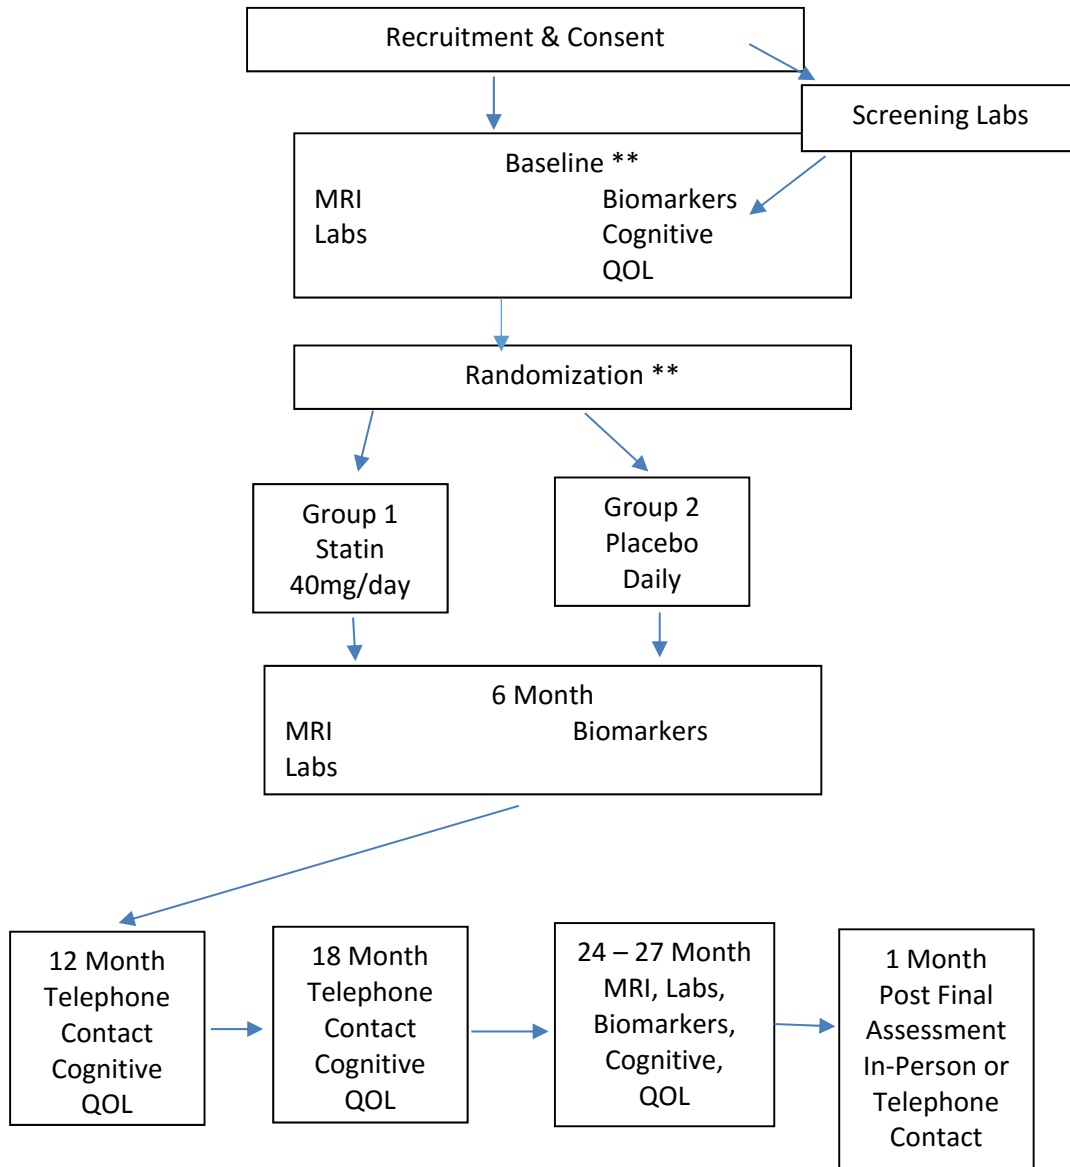 Recruitment & Consent
Screening Labs
Baseline **
MRI Biomarkers
Labs Cognitive
QOL
Randomization **
Group 1
Statin
40mg/day
Group 2
Placebo
Daily
6 Month
MRI Biomarkers
Labs
12 Month
Telephone
Contact
Cognitive
QOL
18 Month
Telephone
Contact
Cognitive
QOL
24 – 27 Month
MRI, Labs,
Biomarkers,
Cognitive,
QOL
1 Month
Post Final
Assessment
In-Person or
Telephone
Contact